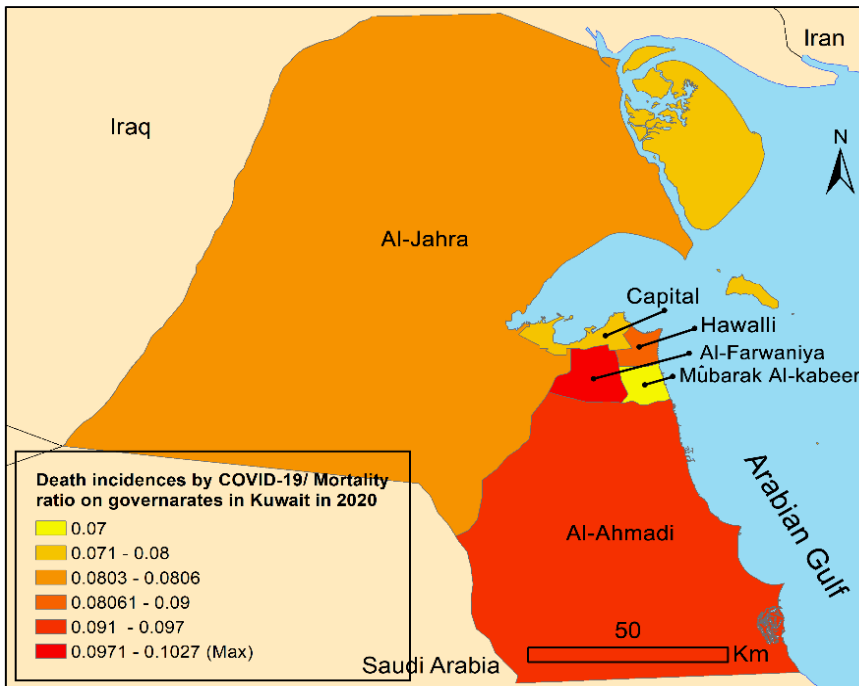 Iran
Iraq
N
Al-Jahra
Capital
Hawalli
Al-Farwaniya
Mûbarak Al-kabeer
Arabian Gulf
Death incidences by COVID-19/ Mortality
ratio on governarates in Kuwait in 2020
0.07
0.071 - 0.08
0.0803 - 0.0806
0.08061 - 0.09
0.091 - 0.097
0.0971 - 0.1027 (Max)
Al-Ahmadi
50
Km
Saudi Arabia